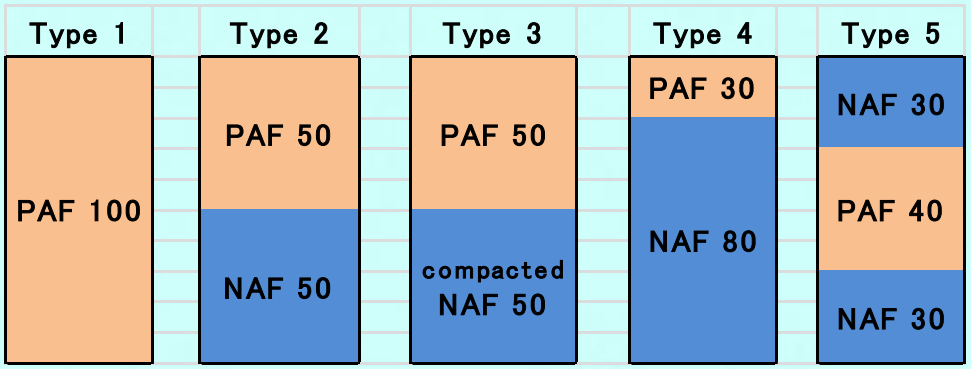 Type 1
PAF 100
Type 2
PAF 50
NAF 50
Type 3
PAF 50
compacted
NAF 50
Type 4
PAF 30
NAF 80
Type 5
NAF 30
PAF 40
NAF 30